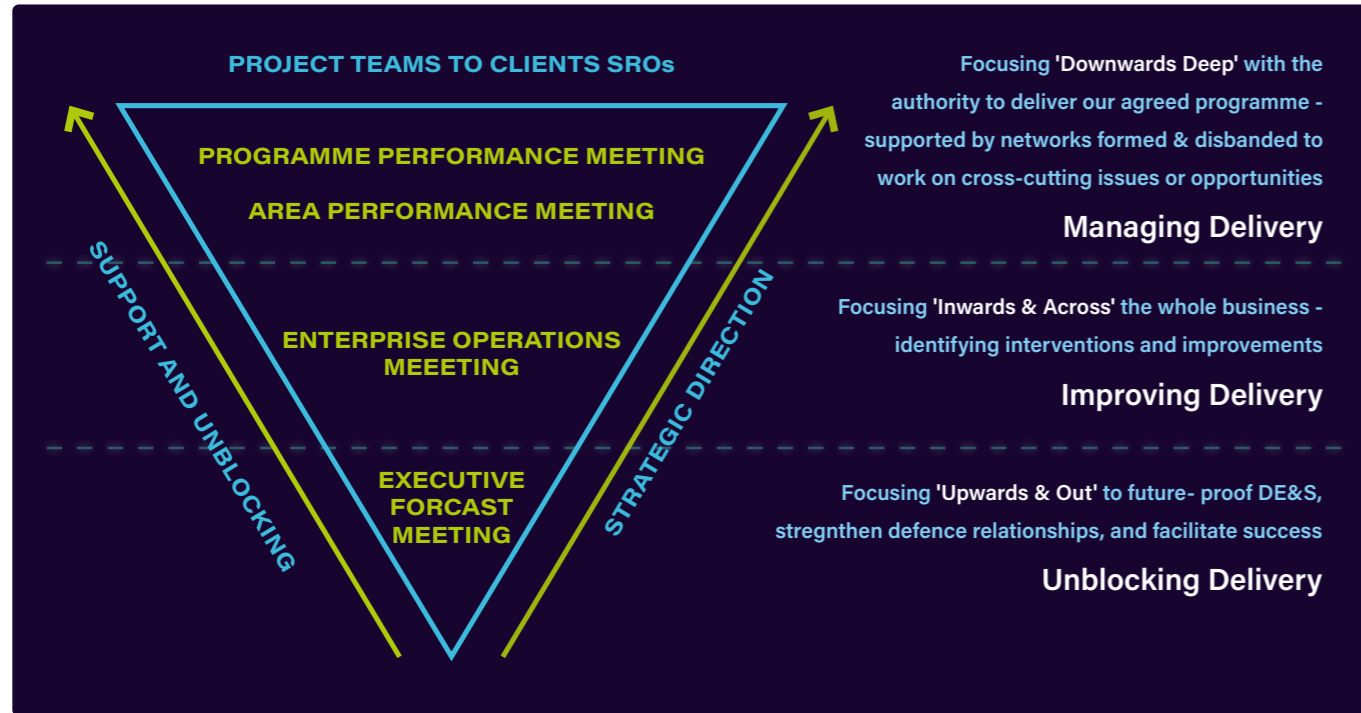 PROJECT TEAMS TO CLIENTS SROs
PROGRAMME PERFORMANCE MEETING
AREA PERFORMANCE MEETING
ENTERPRISE OPERATIONS
MEEETING
EXECUTIVE
FORCAST
MEETING
SUPPORT AND UNBLOCKING
STRATEGIC DIRECTION
Focusing 'Downwards Deep' with the
authority to deliver our agreed programme -
supported by networks formed & disbanded to
work on cross-cutting issues or opportunities
Managing Delivery
Focusing 'Inwards & Across' the whole business -
identifying interventions and improvements
Improving Delivery
Focusing 'Upwards & Out' to future- proof DE&S,
stregnthen defence relationships, and facilitate success
Unblocking Delivery